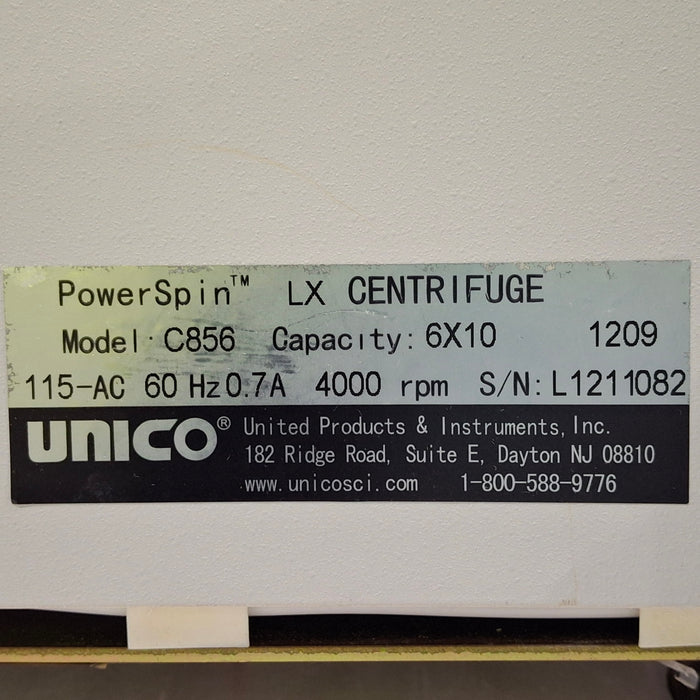 PowerSpin™ LX CENTRIFUGE
Model C856 Capacity: 6X10 1209
115-AC 60 Hz 0.7A 4000 rpm S/N: L1211082
UNICO® United Products & Instruments, Inc.
182 Ridge Road, Suite E, Dayton NJ 08810
www.unicosci.com 1-800-588-9776